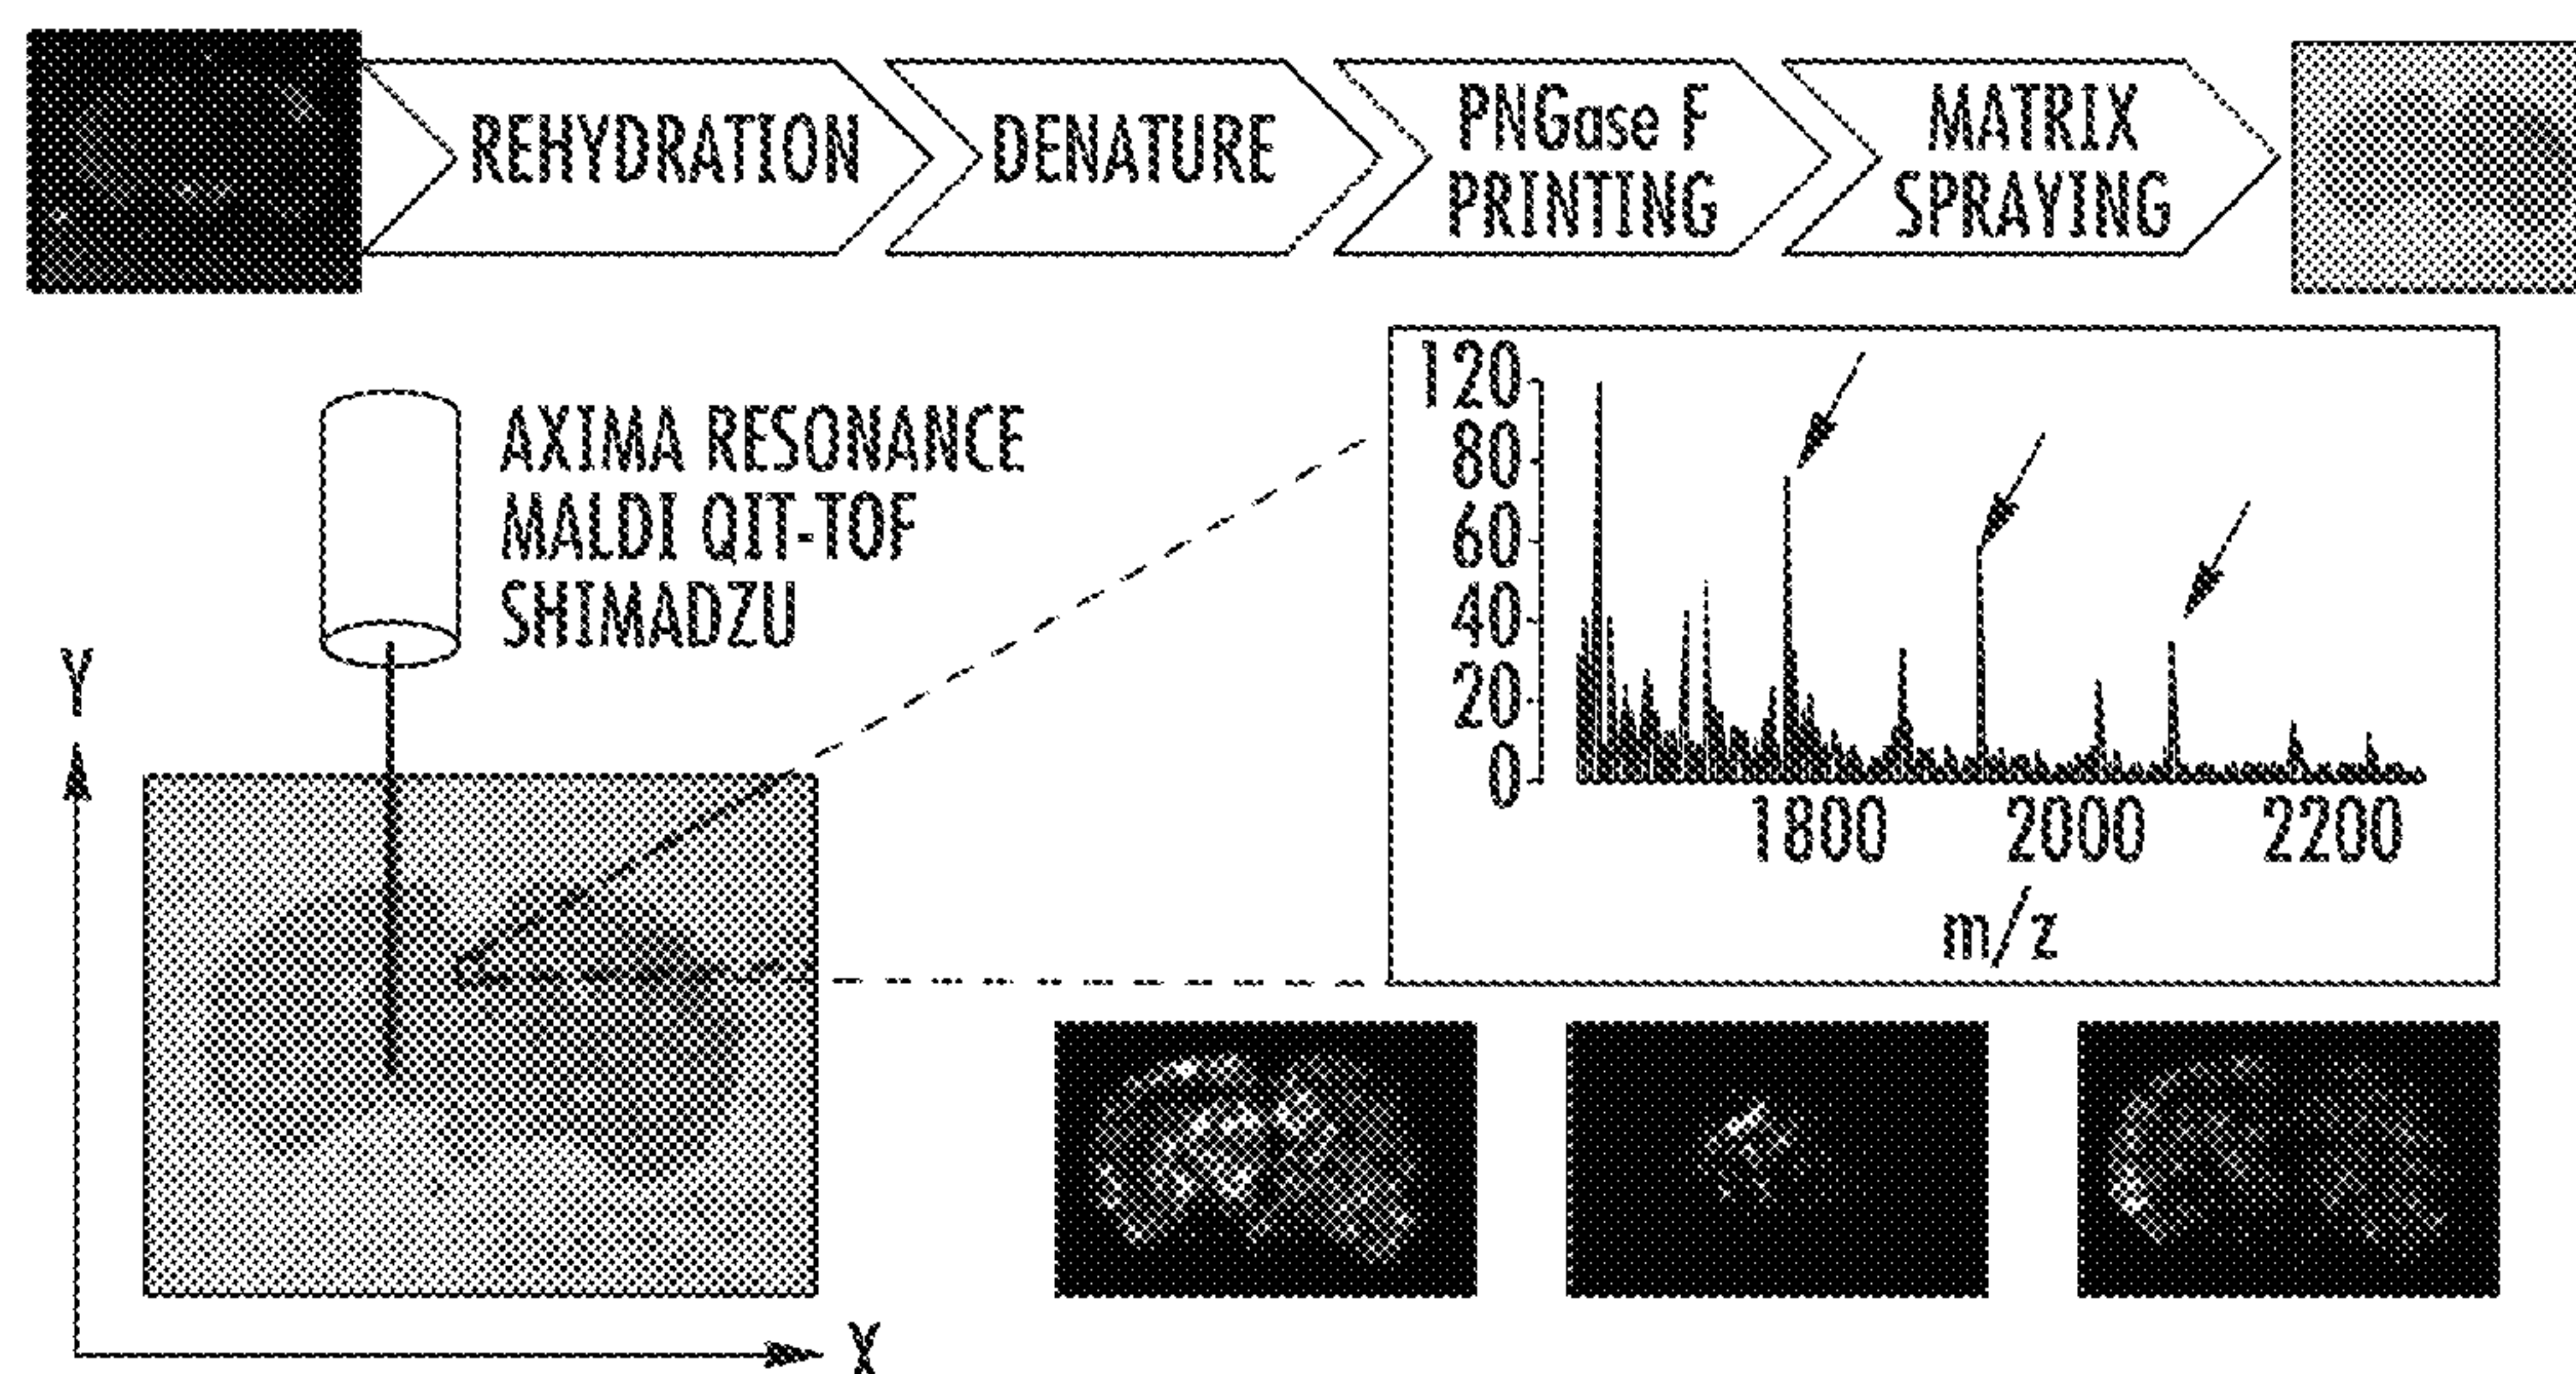 REHYDRATION
DENATURE
PNGase F
PRINTING
MATRIX
SPRAYING
AXIMA RESONANCE
MALDI QIT-TOF
SHIMADZU
120
80
60
40
20
0
1800 2000 2200
m/z
Y
X